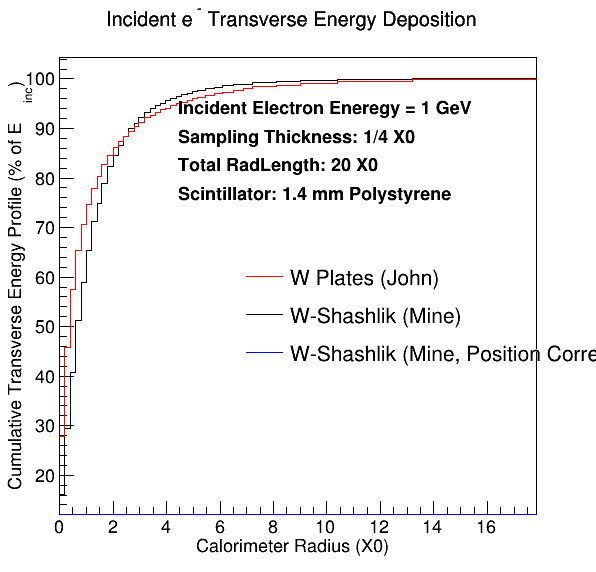 Incident e⁻ Transverse Energy Deposition
Cumulative Transverse Energy Profile (% of E_inc)
100
90
80
70
60
50
40
30
20
Incident Electron Eneregy = 1 GeV
Sampling Thickness: 1/4 X0
Total RadLength: 20 X0
Scintillator: 1.4 mm Polystyrene
W Plates (John)
W-Shashlik (Mine)
W-Shashlik (Mine, Position Corre
0 2 4 6 8 10 12 14 16
Calorimeter Radius (X0)